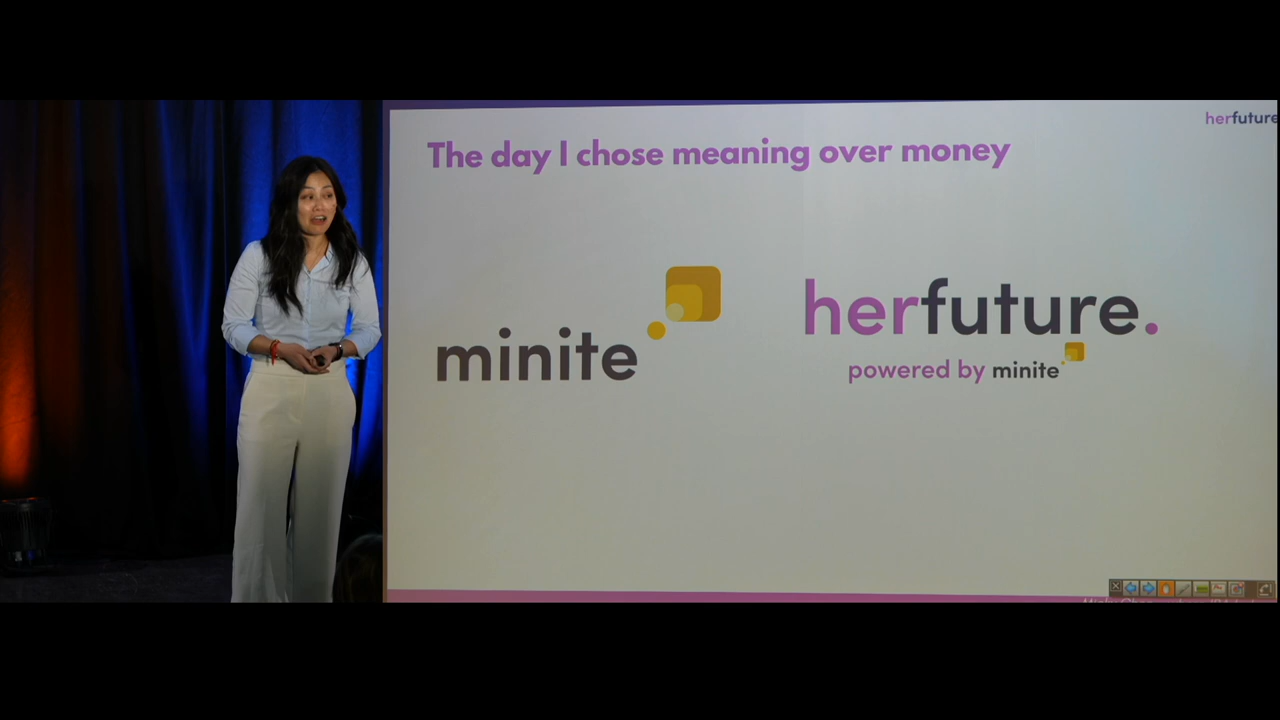 herfuture
The day I chose meaning over money
minite
herfuture.
powered by minite